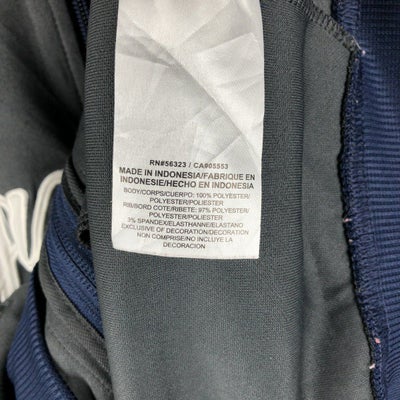 RN#56323 / CA#05553
MADE IN INDONESIA/FABRIQUE EN
INDONESIE/HECHO EN INDONESIA
BODY/CORPS/CUERPO: 100% POLYESTER/
POLYESTER/POLIESTER
RIB/BORD COTE/RIBETE: 97% POLYESTER/
POLYESTER/POLIESTER
3% SPANDEX/ELASTHANNE/ELASTANO
EXCLUSIVE OF DECORATION/DECORATION
NON COMPRISE/NO INCLUYE LA
DECORACION